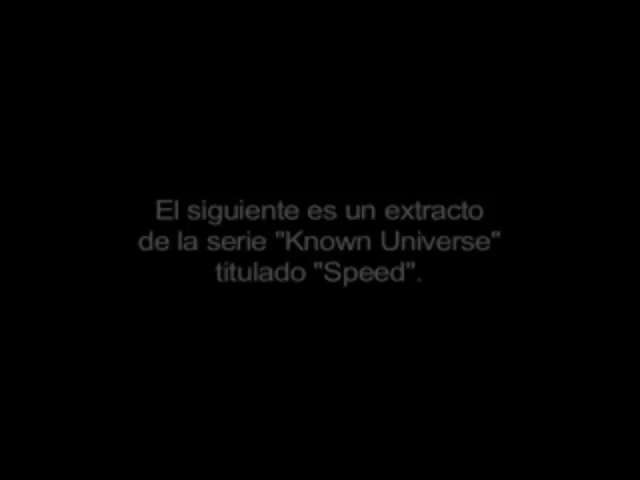 El siguiente es un extracto
de la serie "Known Universe"
titulado "Speed".